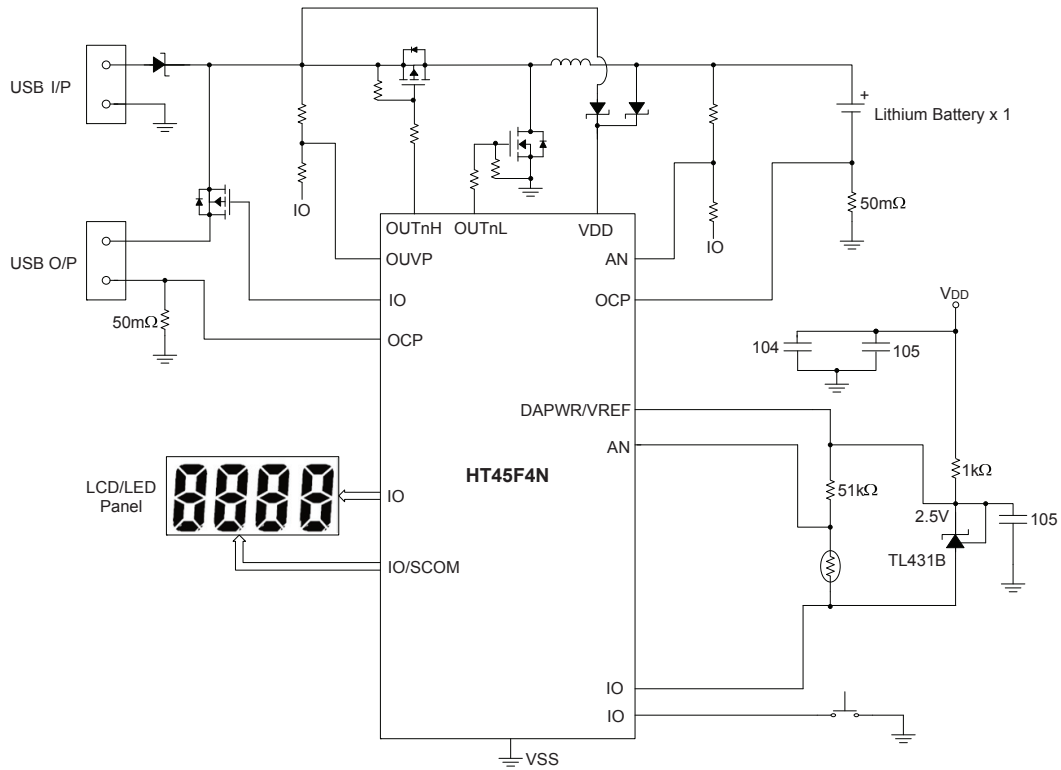 USB I/P
Lithium Battery x 1
+
50mΩ
IO
IO
OUTnH
OUTnL
VDD
USB O/P
OUVP
AN
IO
OCP
50mΩ
OCP
VDD
104
105
DAPWR/VREF
AN
HT45F4N
1kΩ
51kΩ
LCD/LED
Panel
8888
IO
2.5V
105
TL431B
IO/SCOM
IO
IO
VSS